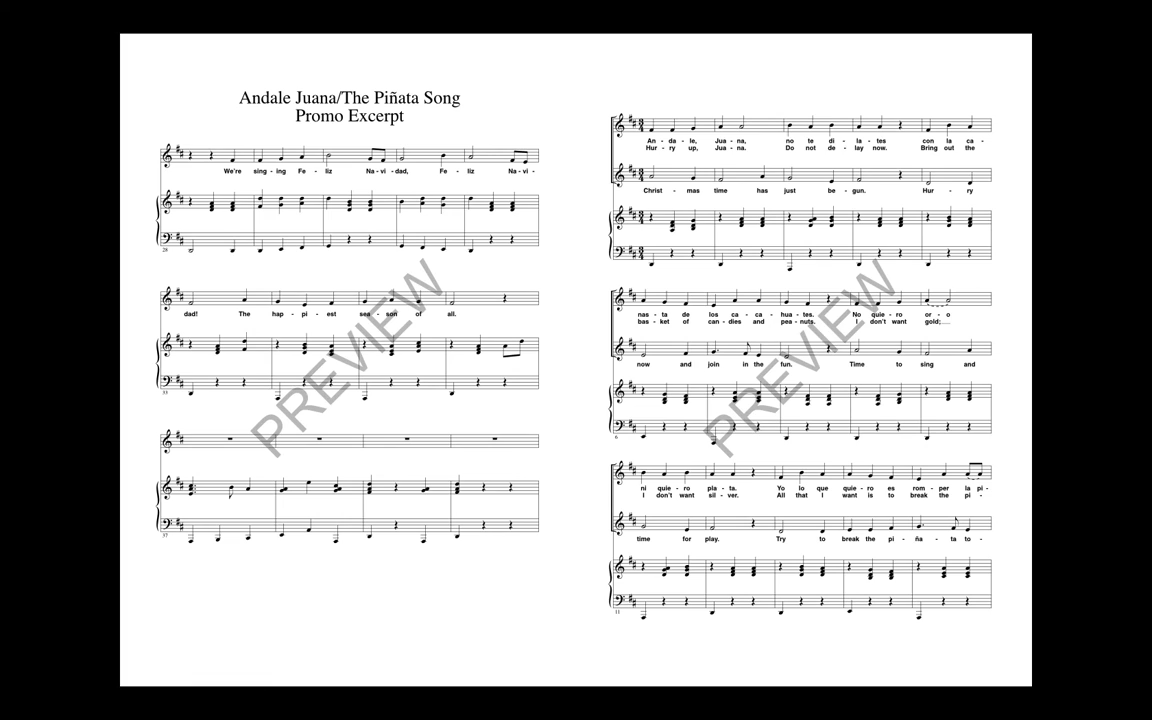 Andale Juana/The Piñata Song
Promo Excerpt
We're sing - ing Fe - liz Na - vi - dad, Fe - liz Na - vi -
28
dad! The hap - pi - est sea - son of all.
33
37
PREVIEW
An - da - le, Jua - na, no te di - la - tes con la ca -
Hur - ry up, Jua - na. Do not de - lay now. Bring out the
Christ - mas time has just be - gun. Hur - ry
nas - ta de los ca - ca - hua - tes. No quie - ro or - o
bas - ket of can - dies and pea - nuts. I don't want gold;
now and join in the fun. Time to sing and
6
ni quie - ro pla - ta. Yo lo que quie - ro es rom - per la pi -
I don't want sil - ver. All that I want is to break the pi -
time for play. Try to break the pi - ña - ta to -
11
PREVIEW